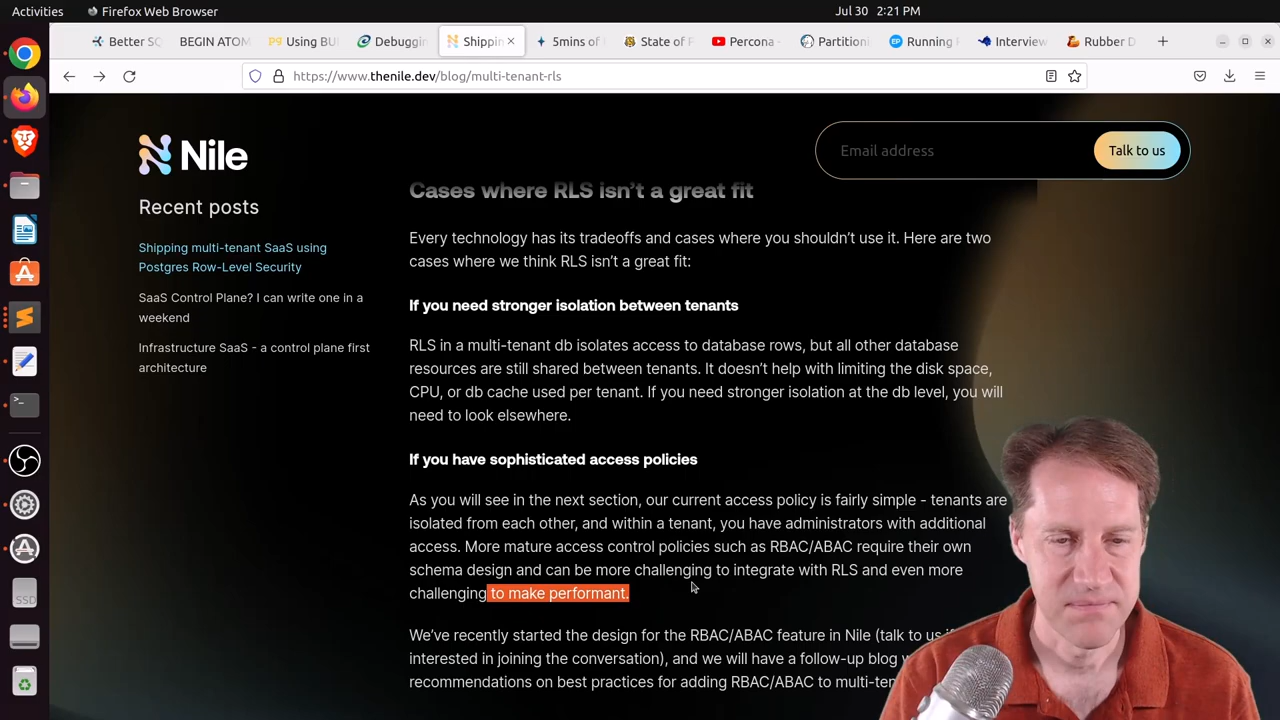 Activities
Firefox Web Browser
Jul 30 2:21 PM
Better SQ
BEGIN ATOM
Using BU
Debuggin
Shippin
5mins of
State of P
Percona -
Partitioni
Running
Interview
Rubber D
https://www.thenile.dev/blog/multi-tenant-rls
Nile
Email address
Talk to us
Recent posts
Shipping multi-tenant SaaS using
Postgres Row-Level Security
SaaS Control Plane? I can write one in a
weekend
Infrastructure SaaS - a control plane first
architecture
Cases where RLS isn’t a great fit
Every technology has its tradeoffs and cases where you shouldn’t use it. Here are two
cases where we think RLS isn’t a great fit:
If you need stronger isolation between tenants
RLS in a multi-tenant db isolates access to database rows, but all other database
resources are still shared between tenants. It doesn’t help with limiting the disk space,
CPU, or db cache used per tenant. If you need stronger isolation at the db level, you will
need to look elsewhere.
If you have sophisticated access policies
As you will see in the next section, our current access policy is fairly simple - tenants are
isolated from each other, and within a tenant, you have administrators with additional
access. More mature access control policies such as RBAC/ABAC require their own
schema design and can be more challenging to integrate with RLS and even more
challenging to make performant.
We’ve recently started the design for the RBAC/ABAC feature in Nile (talk to us
interested in joining the conversation), and we will have a follow-up blog
recommendations on best practices for adding RBAC/ABAC to